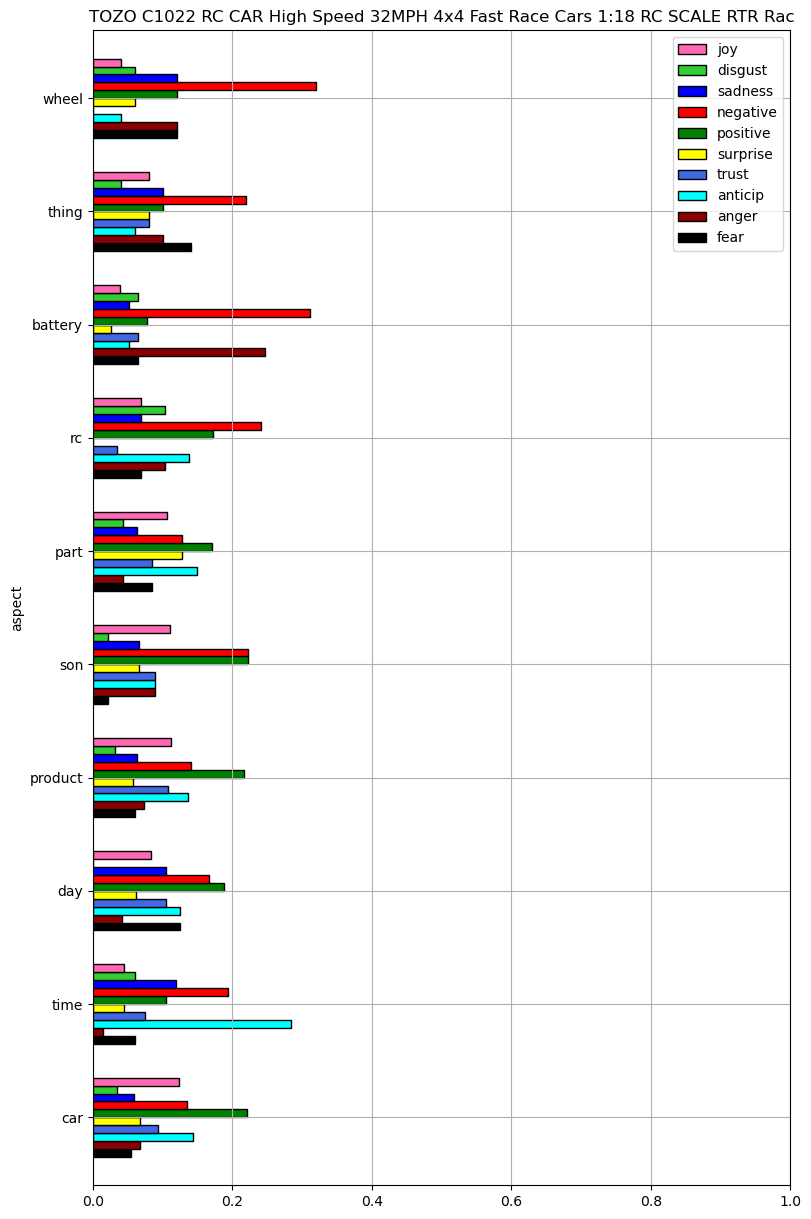 TOZO C1022 RC CAR High Speed 32MPH 4x4 Fast Race Cars 1:18 RC SCALE RTR Rac
joy
disgust
sadness
negative
positive
surprise
trust
anticip
anger
fear
wheel
thing
battery
rc
part
son
product
day
time
car
aspect
0.0 0.2 0.4 0.6 0.8 1.0